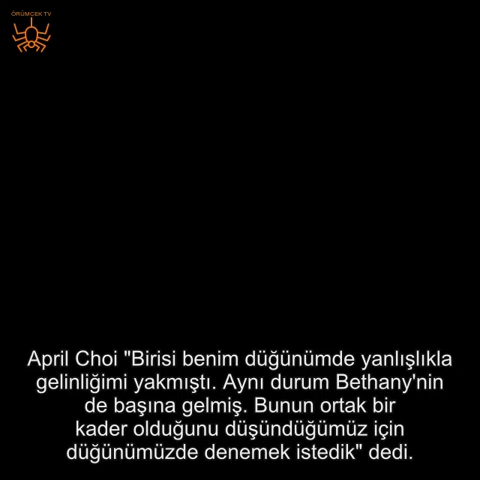 ÖRÜMCEK TV
April Choi "Birisi benim düğünümde yanlışlıkla
gelinliğimi yakmıştı. Aynı durum Bethany'nin
de başına gelmiş. Bunun ortak bir
kader olduğunu düşündüğümüz için
düğünümüzde denemek istedik" dedi.